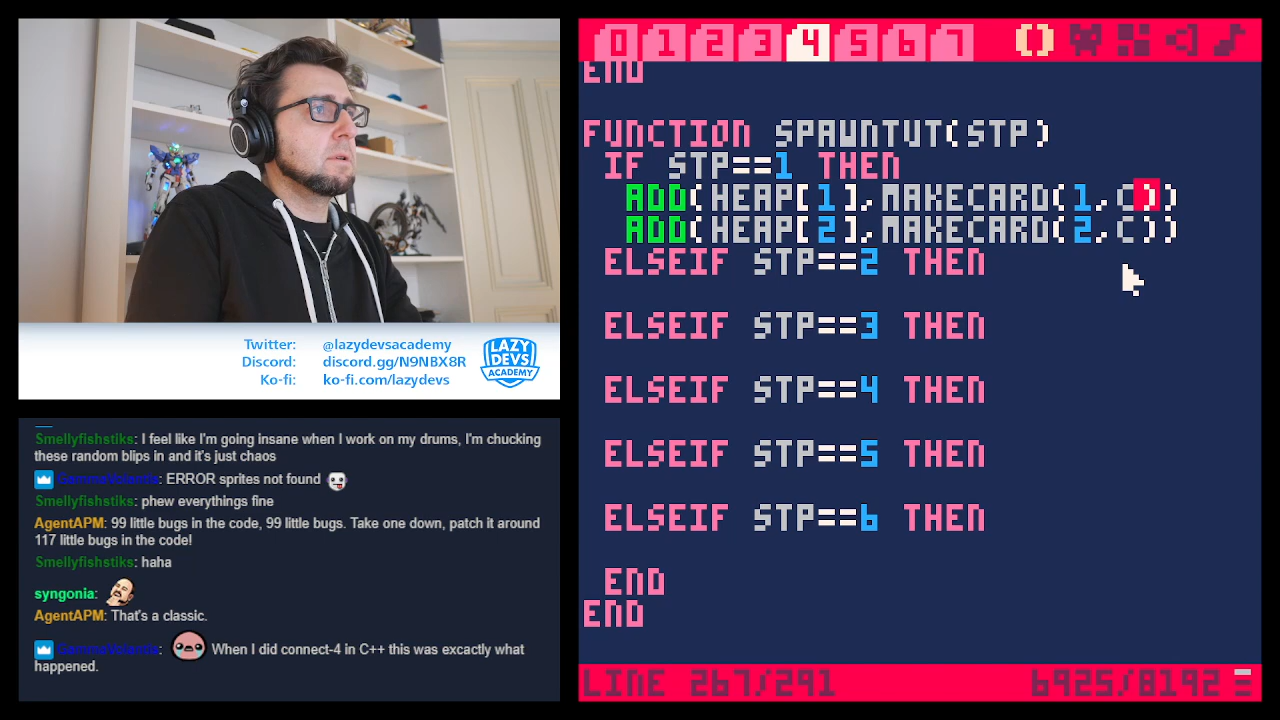 Twitter: @lazydevsacademy
Discord: discord.gg/N9NBX8R
Ko-fi: ko-fi.com/lazydevs
LAZY
DEVS
ACADEMY
Smellyfishstiks: I feel like I'm going insane when I work on my drums, I'm chucking
these random blips in and it's just chaos
GammaVolantis: ERROR sprites not found
Smellyfishstiks: phew everythings fine
AgentAPM: 99 little bugs in the code, 99 little bugs. Take one down, patch it around
117 little bugs in the code!
Smellyfishstiks: haha
syngonia:
AgentAPM: That's a classic.
GammaVolantis: When I did connect-4 in C++ this was excactly what
happened.
0 1 2 3 4 5 6 7 ()
END
FUNCTION SPAWNTUT(STP)
IF STP==1 THEN
ADD(HEAP[1],MAKECARD(1,C))
ADD(HEAP[2],MAKECARD(2,C))
ELSEIF STP==2 THEN
ELSEIF STP==3 THEN
ELSEIF STP==4 THEN
ELSEIF STP==5 THEN
ELSEIF STP==6 THEN
END
END
LINE 267/291 6925/8192